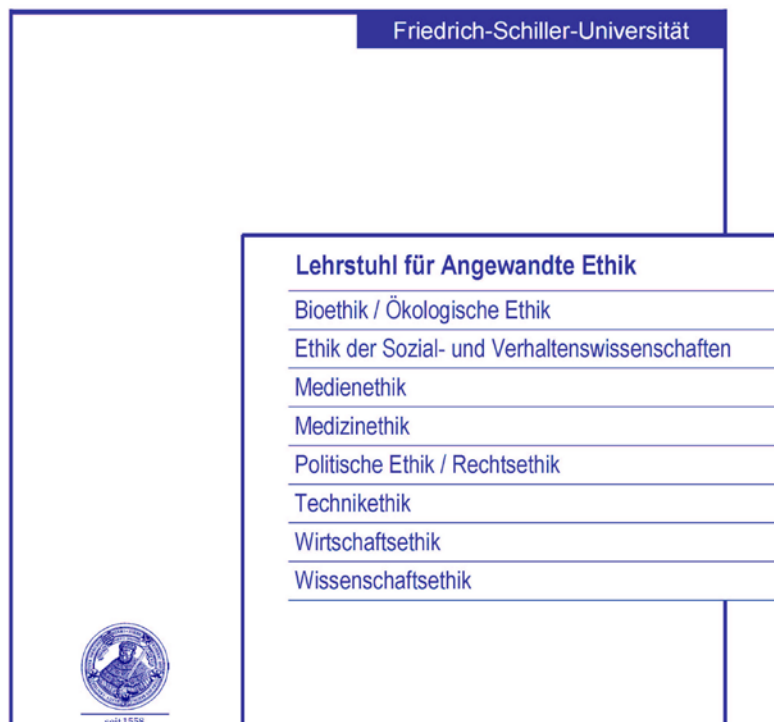 Friedrich-Schiller-Universität
Lehrstuhl für Angewandte Ethik
Bioethik / Ökologische Ethik
Ethik der Sozial- und Verhaltenswissenschaften
Medienethik
Medizinethik
Politische Ethik / Rechtsethik
Technikethik
Wirtschaftsethik
Wissenschaftsethik
seit 1558